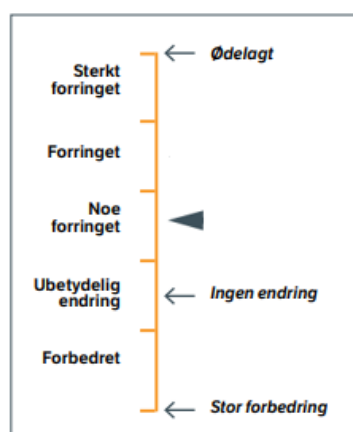 Ødelagt
Sterkt
forringet
Forringet
Noe
forringet
Ubetydelig
endring
Ingen endring
Forbedret
Stor forbedring